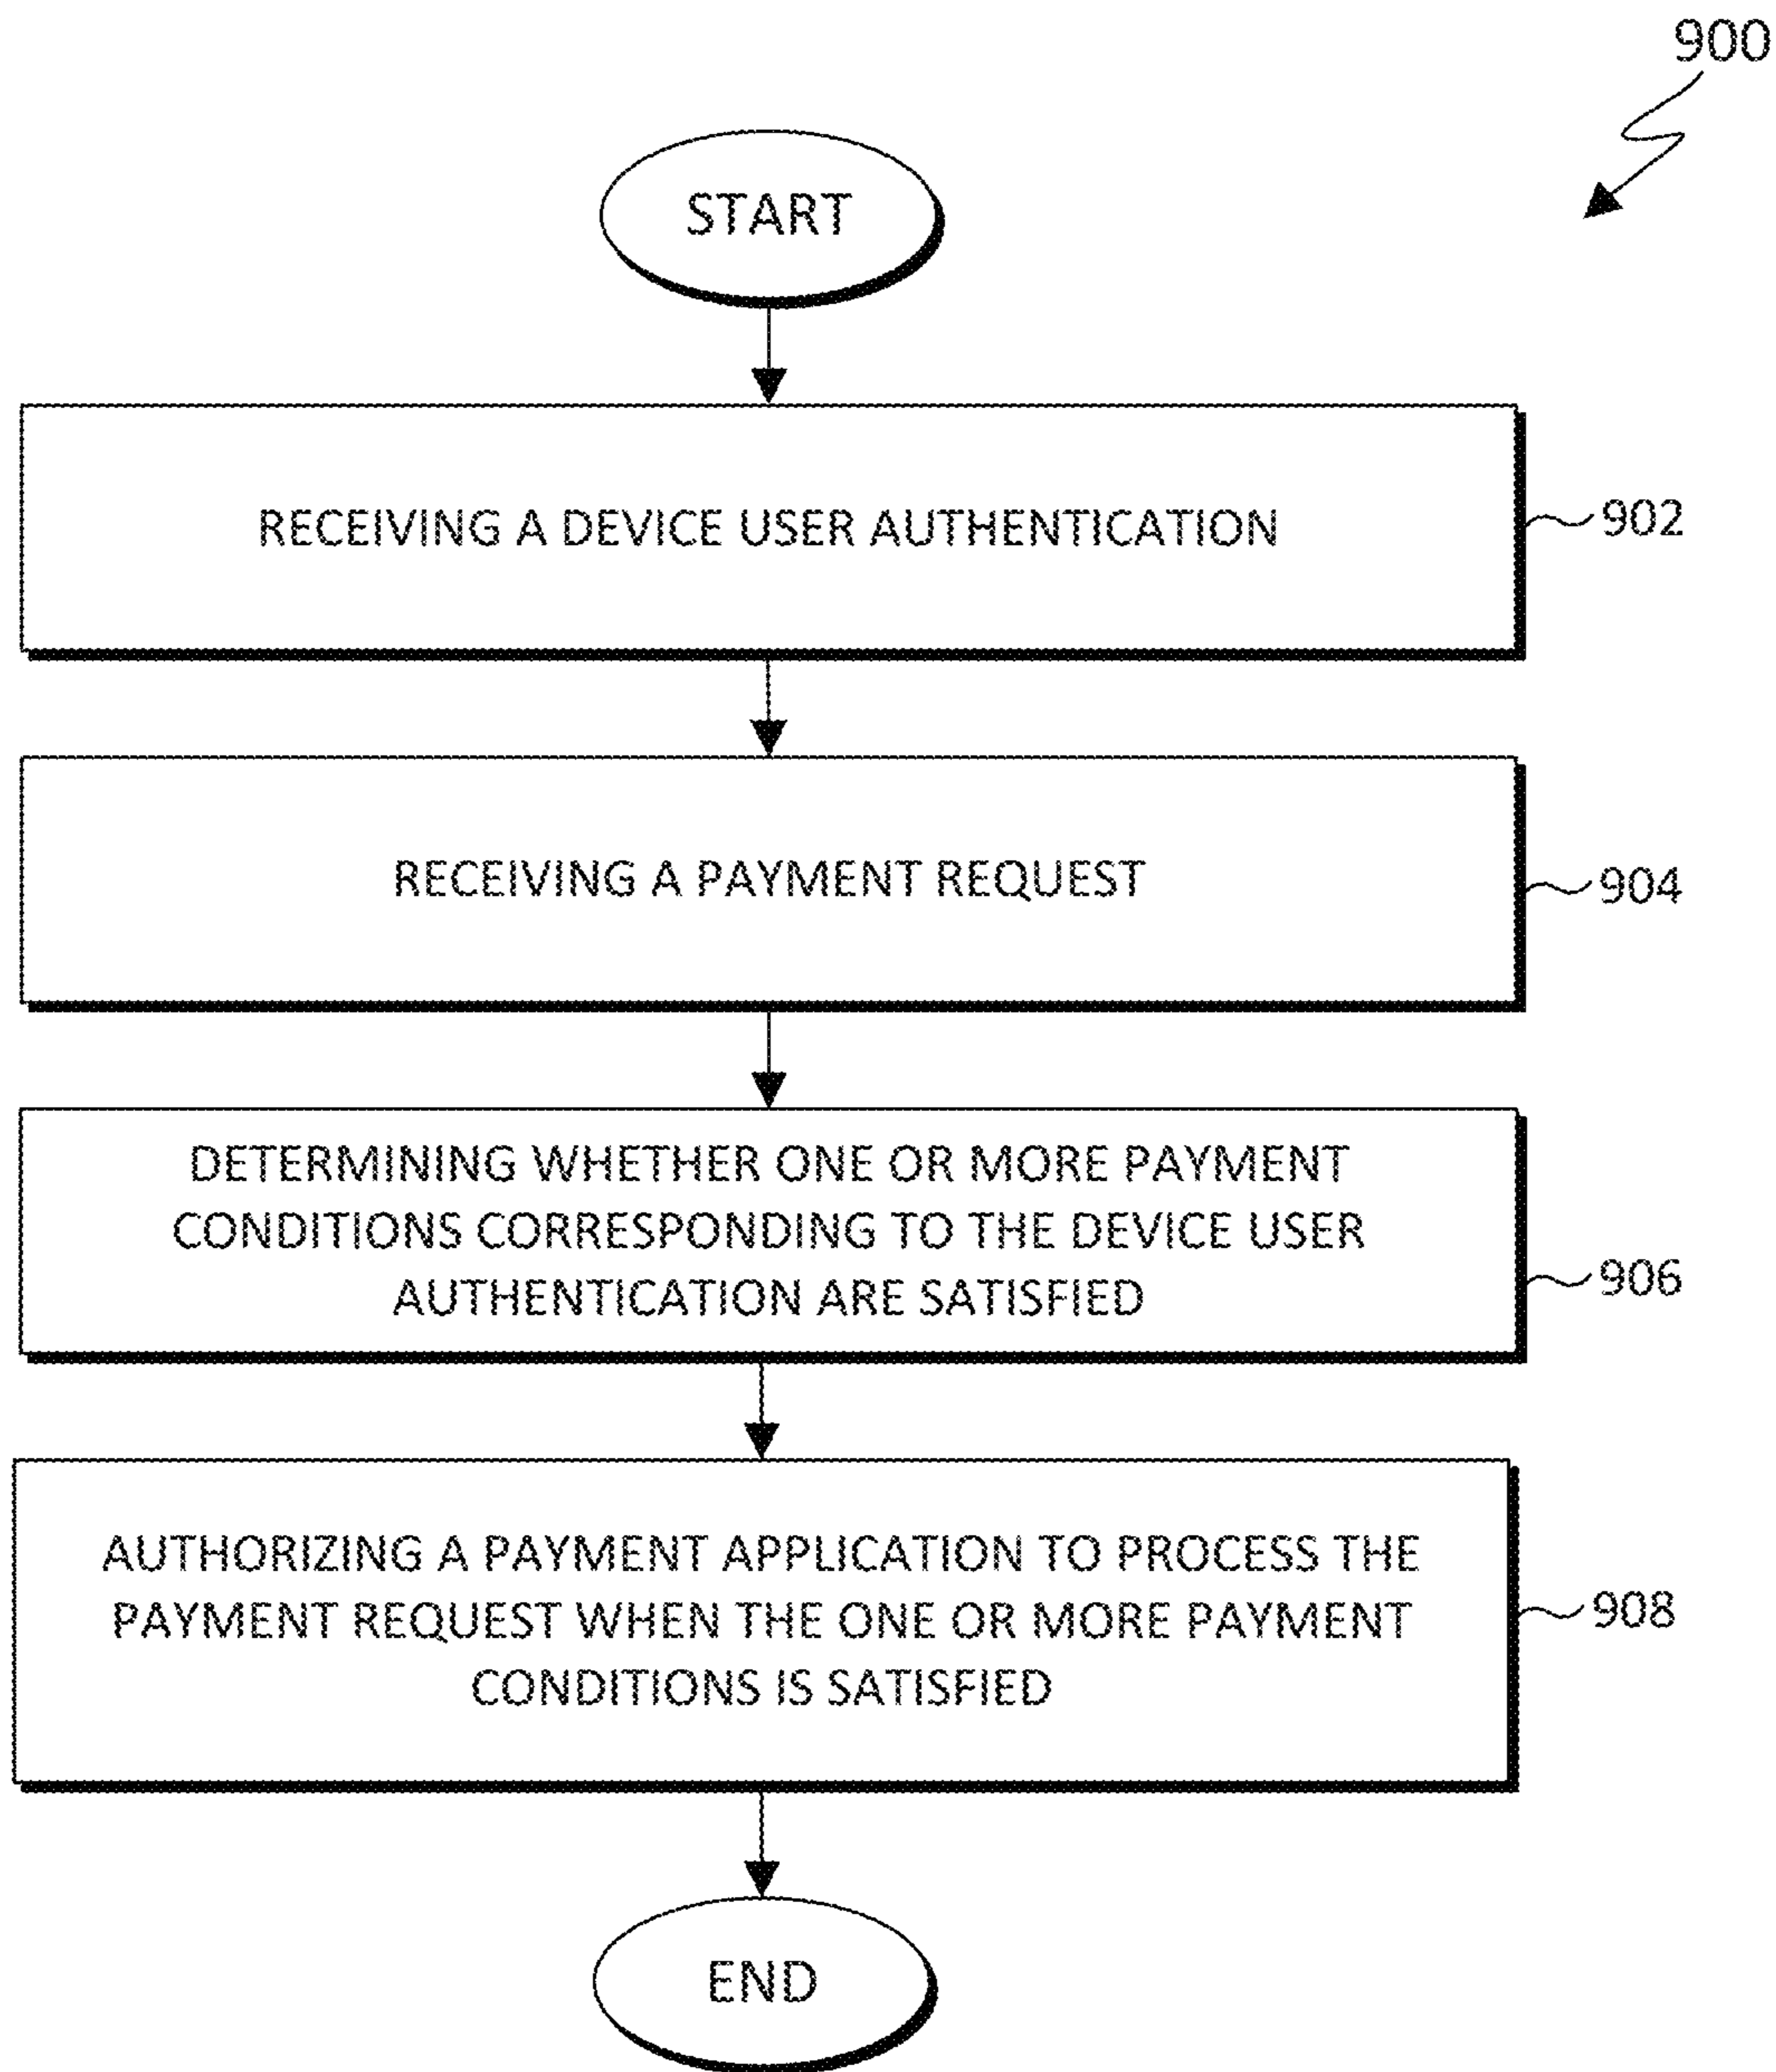 900
START
RECEIVING A DEVICE USER AUTHENTICATION
902
RECEIVING A PAYMENT REQUEST
904
DETERMINING WHETHER ONE OR MORE PAYMENT
CONDITIONS CORRESPONDING TO THE DEVICE USER
AUTHENTICATION ARE SATISFIED
906
AUTHORIZING A PAYMENT APPLICATION TO PROCESS THE
PAYMENT REQUEST WHEN THE ONE OR MORE PAYMENT
CONDITIONS IS SATISFIED
908
END